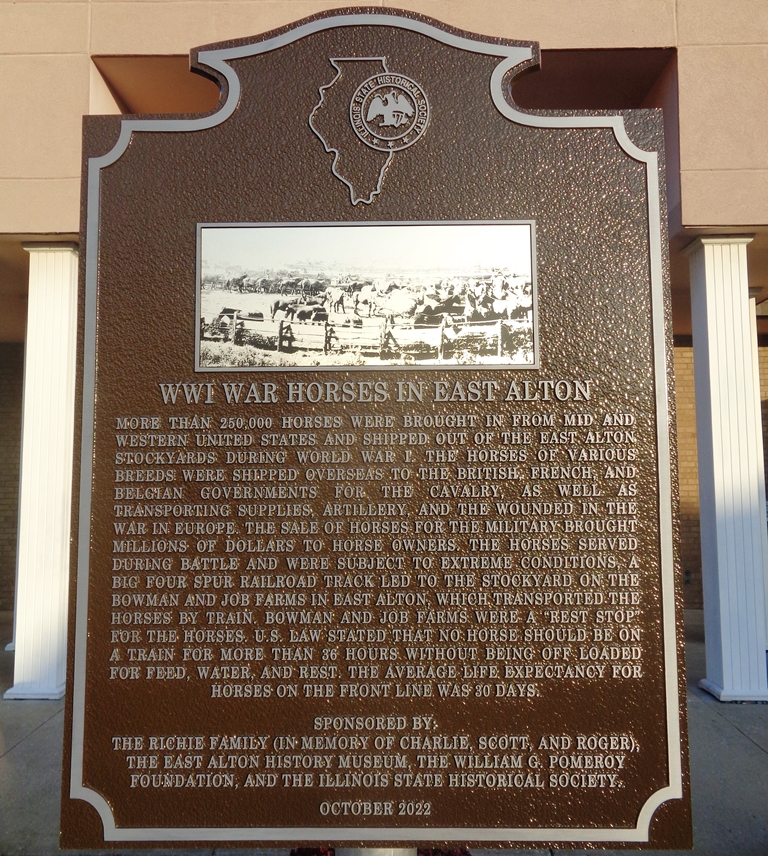 ILLINOIS STATE HISTORICAL SOCIETY
WWI WAR HORSES IN EAST ALTON
MORE THAN 250,000 HORSES WERE BROUGHT IN FROM MID AND
WESTERN UNITED STATES AND SHIPPED OUT OF THE EAST ALTON
STOCKYARDS DURING WORLD WAR I. THE HORSES OF VARIOUS
BREEDS WERE SHIPPED OVERSEAS TO THE BRITISH, FRENCH, AND
BELGIAN GOVERNMENTS FOR THE CAVALRY, AS WELL AS
TRANSPORTING SUPPLIES, ARTILLERY, AND THE WOUNDED IN THE
WAR IN EUROPE. THE SALE OF HORSES FOR THE MILITARY BROUGHT
MILLIONS OF DOLLARS TO HORSE OWNERS. THE HORSES SERVED
DURING BATTLE AND WERE SUBJECT TO EXTREME CONDITIONS. A
BIG FOUR SPUR RAILROAD TRACK LED TO THE STOCKYARD ON THE
BOWMAN AND JOB FARMS IN EAST ALTON, WHICH TRANSPORTED THE
HORSES BY TRAIN. BOWMAN AND JOB FARMS WERE A "REST STOP"
FOR THE HORSES. U.S. LAW STATED THAT NO HORSE SHOULD BE ON
A TRAIN FOR MORE THAN 36 HOURS WITHOUT BEING OFF LOADED
FOR FEED, WATER, AND REST. THE AVERAGE LIFE EXPECTANCY FOR
HORSES ON THE FRONT LINE WAS 30 DAYS.
SPONSORED BY:
THE RICHIE FAMILY (IN MEMORY OF CHARLIE, SCOTT, AND ROGER),
THE EAST ALTON HISTORY MUSEUM, THE WILLIAM G. POMEROY
FOUNDATION, AND THE ILLINOIS STATE HISTORICAL SOCIETY.
OCTOBER 2022